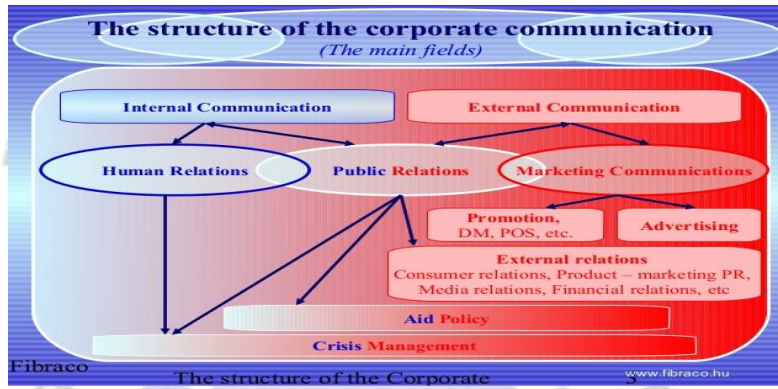 The structure of the corporate communication
(The main fields)
Internal Communication
External Communication
Human Relations
Public Relations
Marketing Communications
Promotion,
DM, POS, etc.
Advertising
External relations
Consumer relations, Product – marketing PR,
Media relations, Financial relations, etc
Aid Policy
Crisis Management
Fibraco
The structure of the Corporate
3
www.fibraco.hu